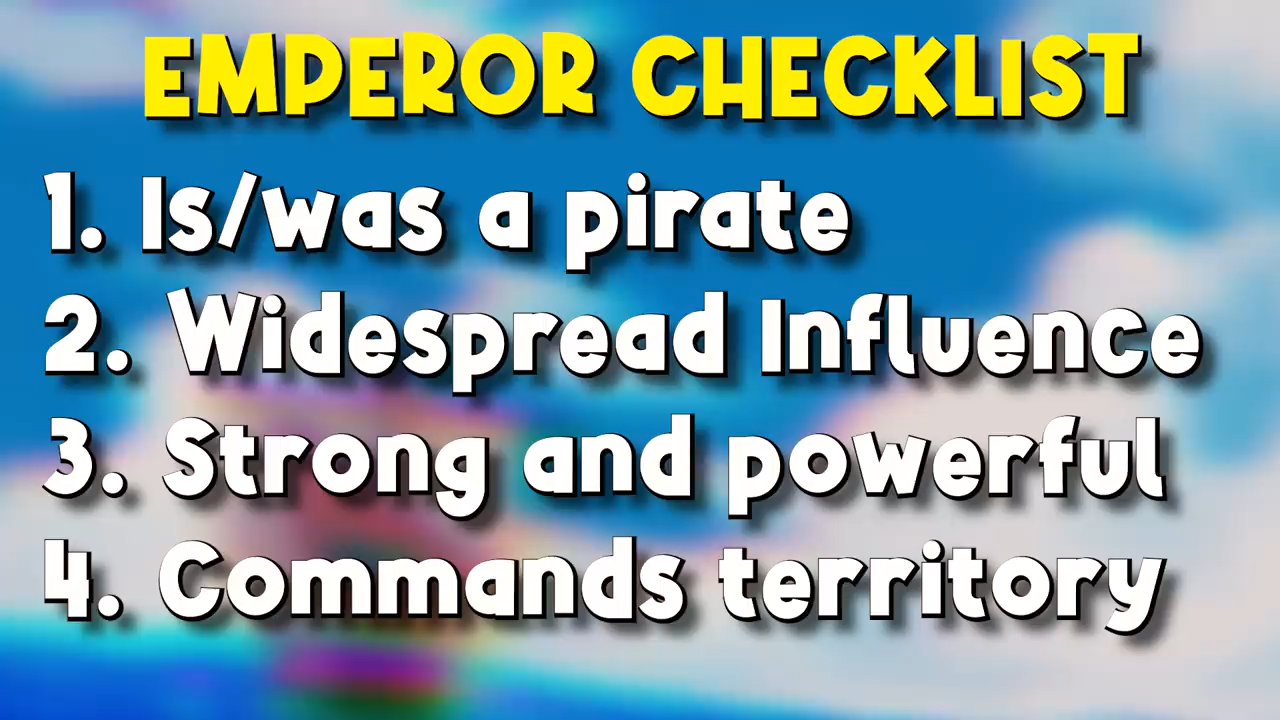 EMPEROR CHECKLIST
1. Is/was a pirate
2. Widespread Influence
3. Strong and powerful
4. Commands territory